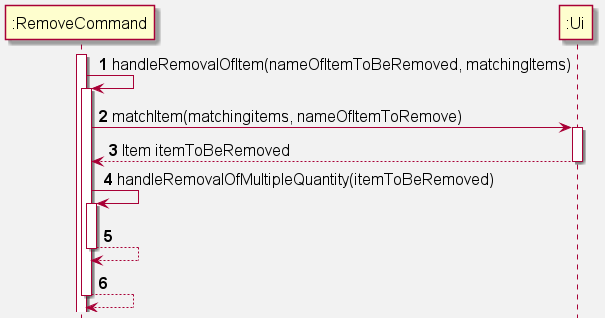 :RemoveCommand
:Ui
1 handleRemovalOfItem(nameOfItemToBeRemoved, matchingItems)
2 matchItem(matchingitems, nameOfItemToRemove)
3 Item itemToBeRemoved
4 handleRemovalOfMultipleQuantity(itemToBeRemoved)
5
6